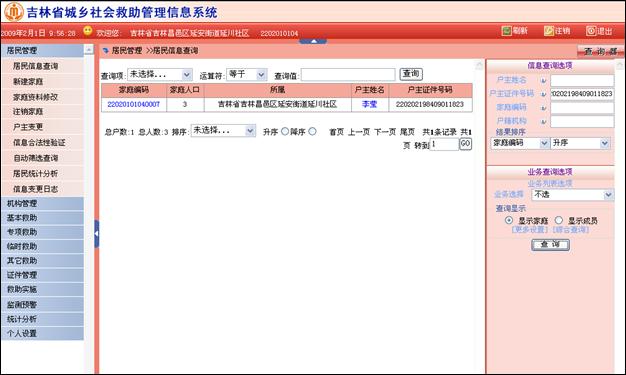 吉林省城乡社会救助管理信息系统
2009年2月1日 9:56:28 欢迎您: 吉林吉林昌邑区延安街道延川社区 2202010104 刷新 注销 退出
居民管理
居民信息查询
新建家庭
家庭资料修改
注销家庭
户主变更
信息合法性验证
自动筛选查询
居民统计分析
信息变更日志
机构管理
基本救助
专项救助
临时救助
其它救助
证件管理
救助实施
监测预警
统计分析
个人设置
居民管理 >>居民信息查询
查询项: 未选择... 运算符: 等于 查询值: 查询
家庭编码 家庭人口 所属 户主姓名 户主证件号码
22020101040007 3 吉林省吉林昌邑区延安街道延川社区 李莹 220202198409011823
总户数:1 总人数:3 排序: 未选择... 升序 降序 首页 上一页 下一页 尾页 共1条记录 共1
页 转到 1 GO
查询器
信息查询选项
户主姓名
户主证件号码 20202198409011823
家庭编码
户籍机构
结果排序
家庭编码 升序
业务查询选项
业务列表选项
业务选择 不选
查询显示
显示家庭 显示成员
[更多设置] [综合查询]
查 询